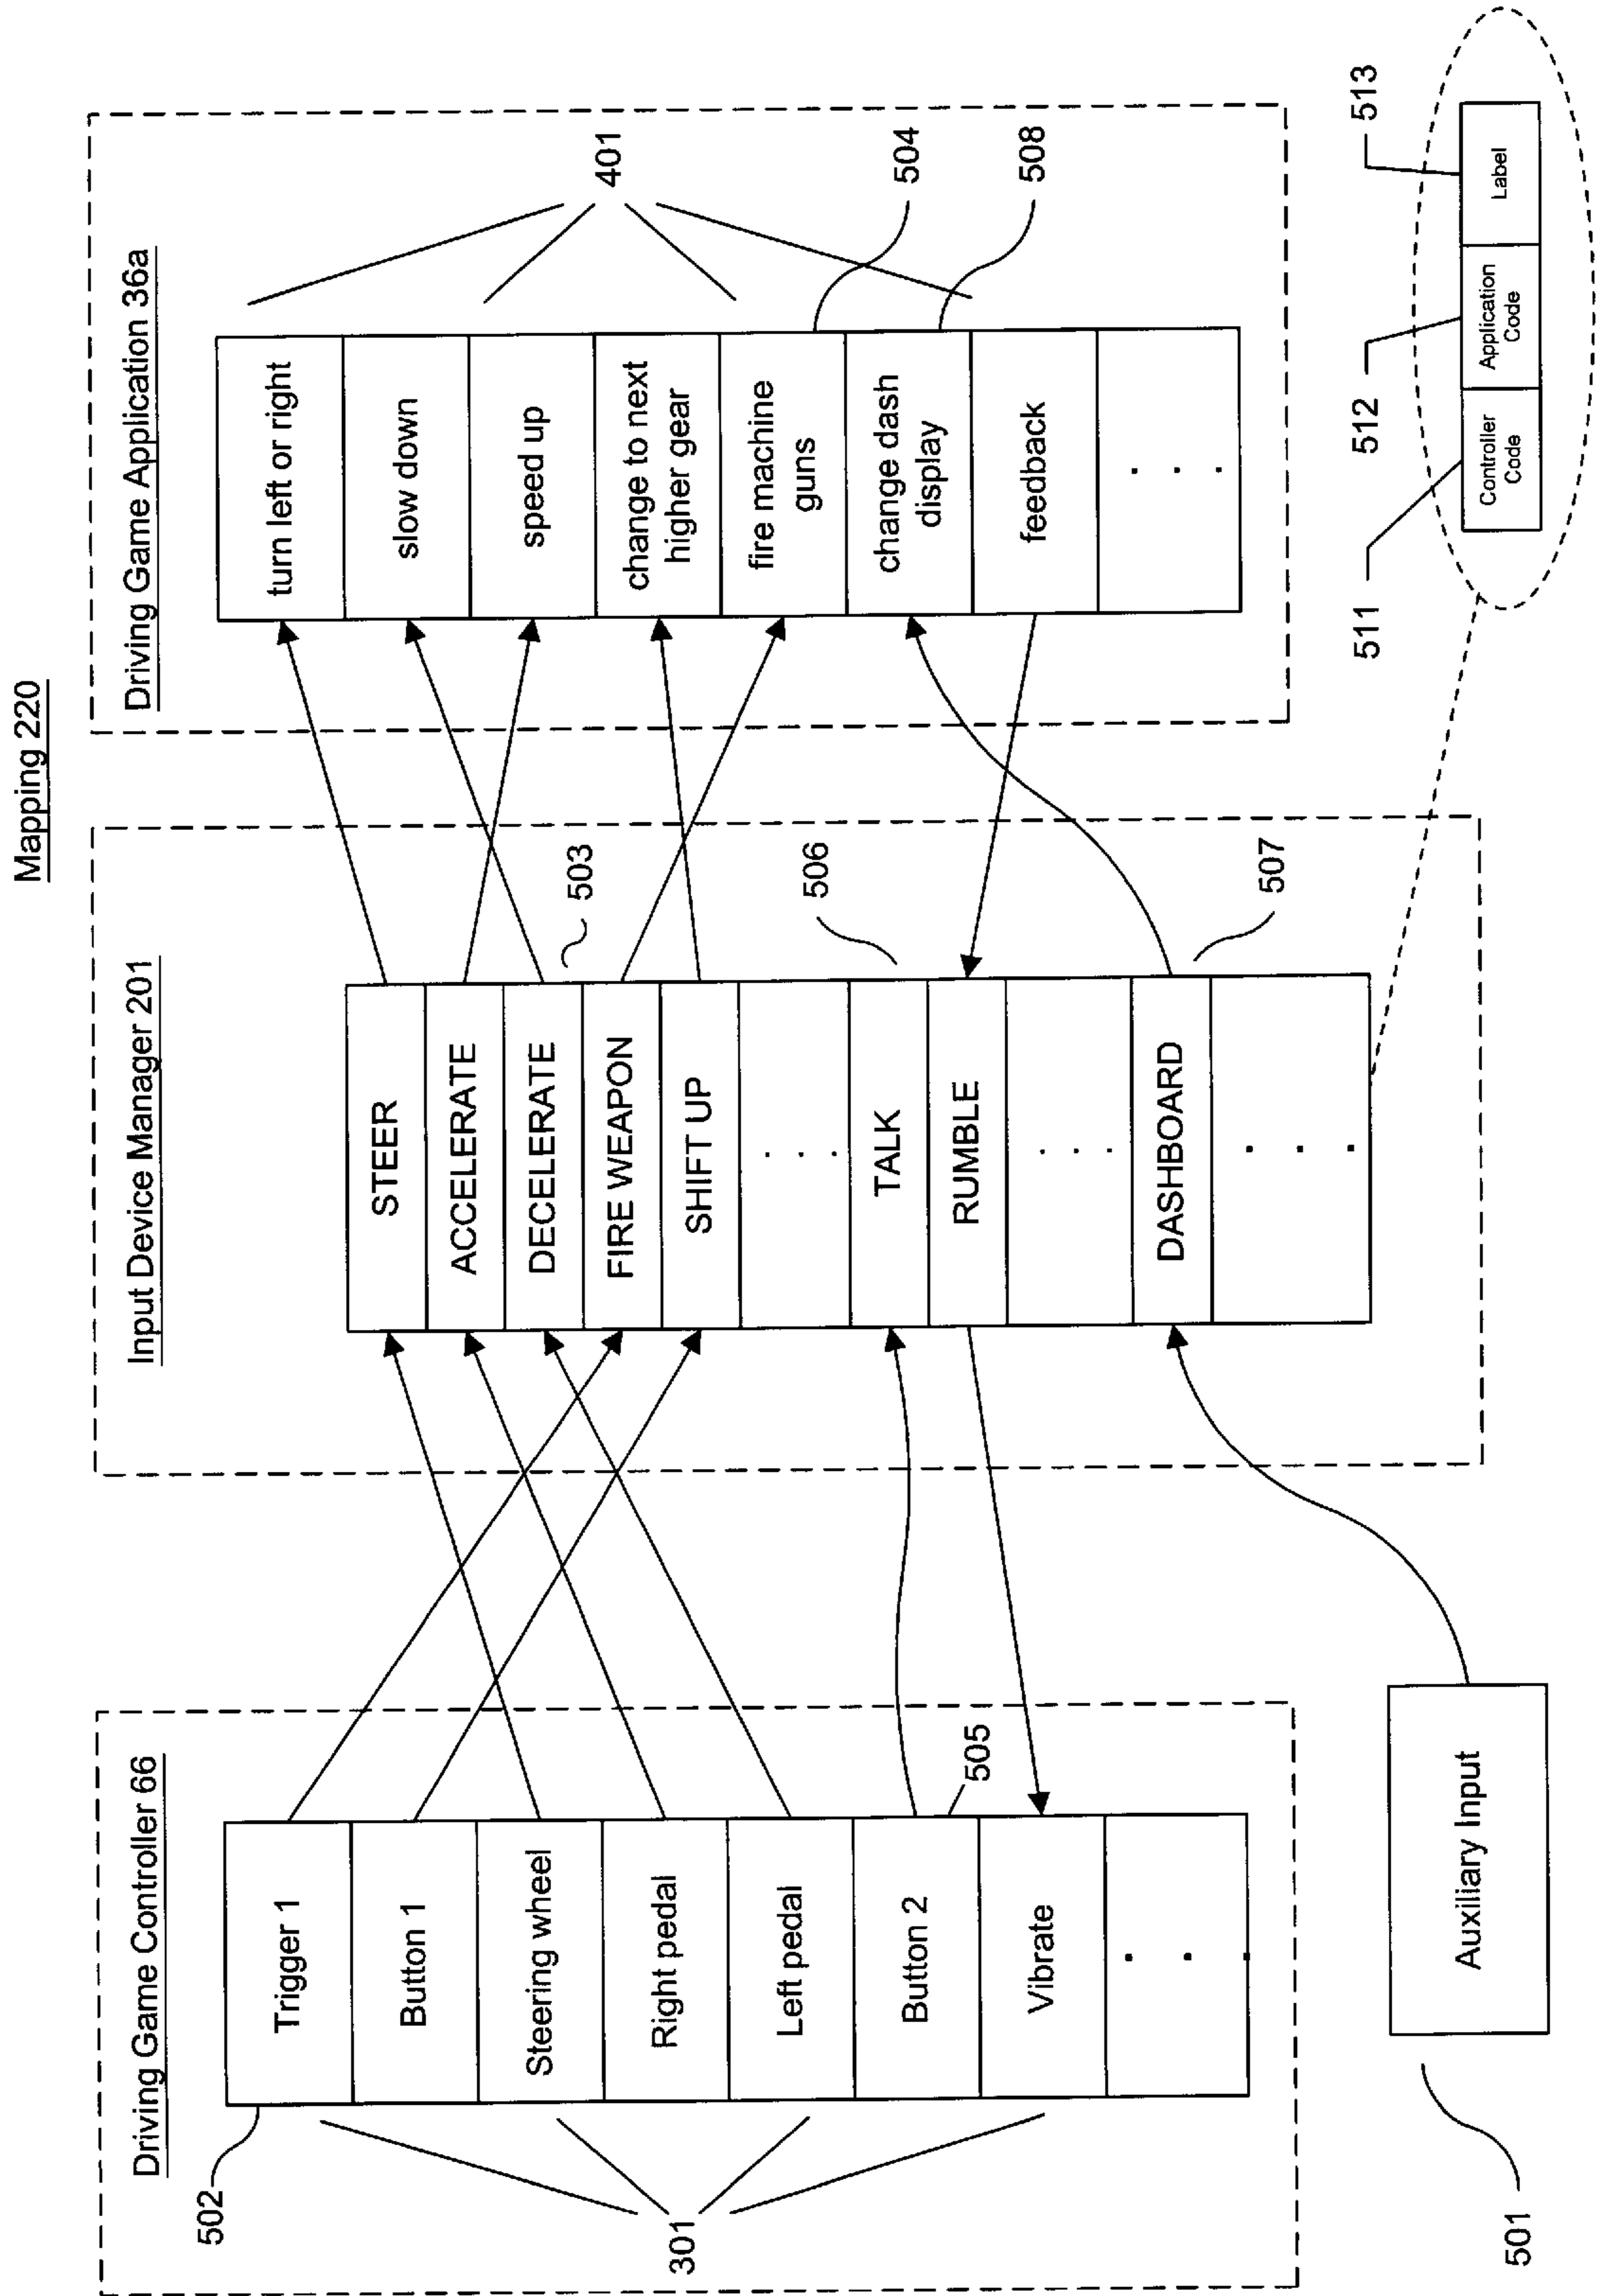 Mapping 220
Driving Game Controller 66
502
Trigger 1
Button 1
Steering wheel
Right pedal
Left pedal
Button 2
Vibrate
. . .
301
505
Auxiliary Input
501
Input Device Manager 201
STEER
ACCELERATE
DECELERATE
FIRE WEAPON
SHIFT UP
. . .
TALK
RUMBLE
. . .
DASHBOARD
. . .
503
506
507
Driving Game Application 36a
turn left or right
slow down
speed up
change to next
higher gear
fire machine
guns
change dash
display
feedback
. . .
401
504
508
511
512
513
Controller
Code
Application
Code
Label